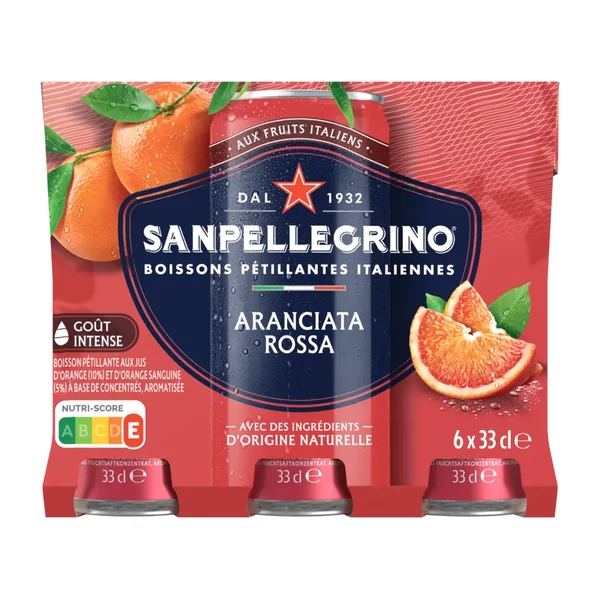 AUX FRUITS ITALIENS
DAL 1932
SANPELLEGRINO
BOISSONS PÉTILLANTES ITALIENNES
ARANCIATA
ROSSA
GOÛT
INTENSE
BOISSON PÉTILLANTE AUX JUS
D'ORANGE (10%) ET D'ORANGE SANGUINE
(5%) À BASE DE CONCENTRÉS, AROMATISÉE
NUTRI-SCORE
A B C D E
AVEC DES INGRÉDIENTS
D'ORIGINE NATURELLE
6 x 33 cl e
33 cl e
33 cl e
33 cl e